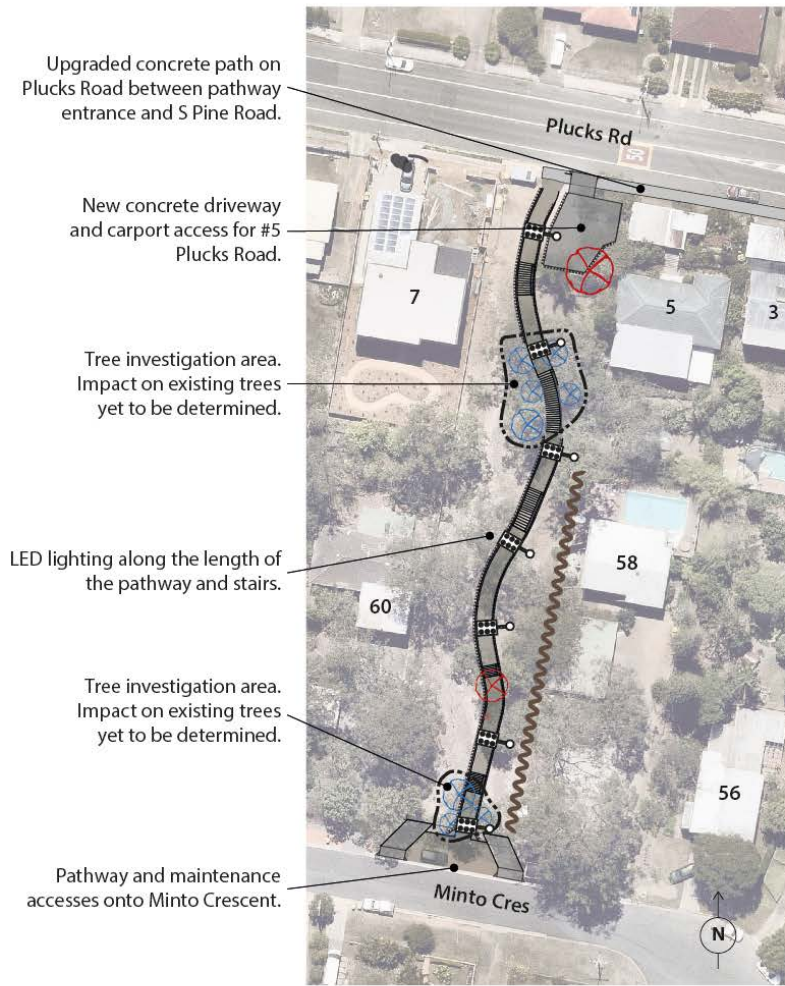 Upgraded concrete path on
Plucks Road between pathway
entrance and S Pine Road.
Plucks Rd
50
New concrete driveway
and carport access for #5
Plucks Road.
7
5
3
Tree investigation area.
Impact on existing trees
yet to be determined.
LED lighting along the length of
the pathway and stairs.
58
60
Tree investigation area.
Impact on existing trees
yet to be determined.
56
Pathway and maintenance
accesses onto Minto Crescent.
Minto Cres
N